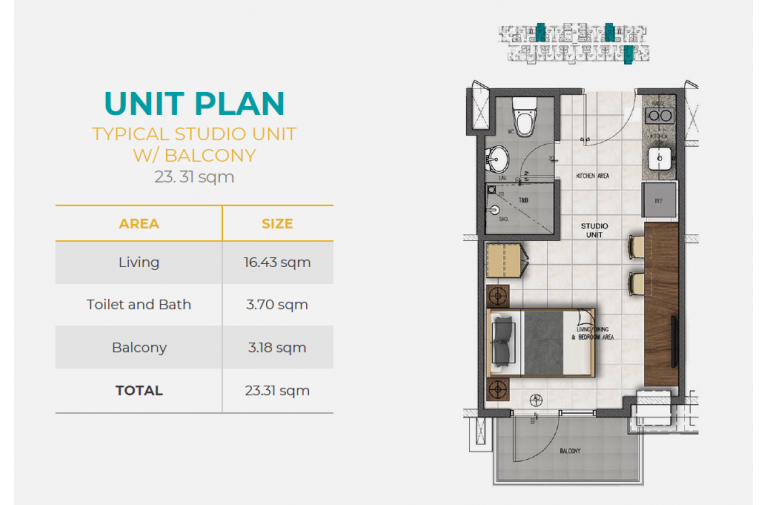 UNIT PLAN
TYPICAL STUDIO UNIT
W/ BALCONY
23. 31 sqm
AREA SIZE
Living 16.43 sqm
Toilet and Bath 3.70 sqm
Balcony 3.18 sqm
TOTAL 23.31 sqm
WC
LAV.
T&B
SHO.
KITCHEN
KITCHEN AREA
REF
STUDIO
UNIT
LIVING/DINING
& BEDROOM AREA
BALCONY